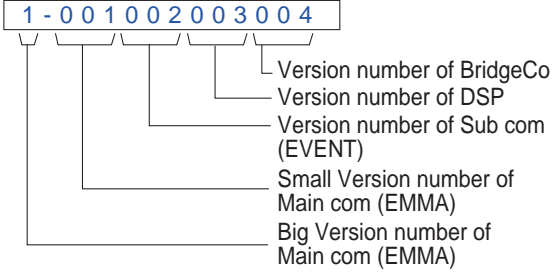 1-001002003004
Version number of BridgeCo
Version number of DSP
Version number of Sub com
(EVENT)
Small Version number of
Main com (EMMA)
Big Version number of
Main com (EMMA)